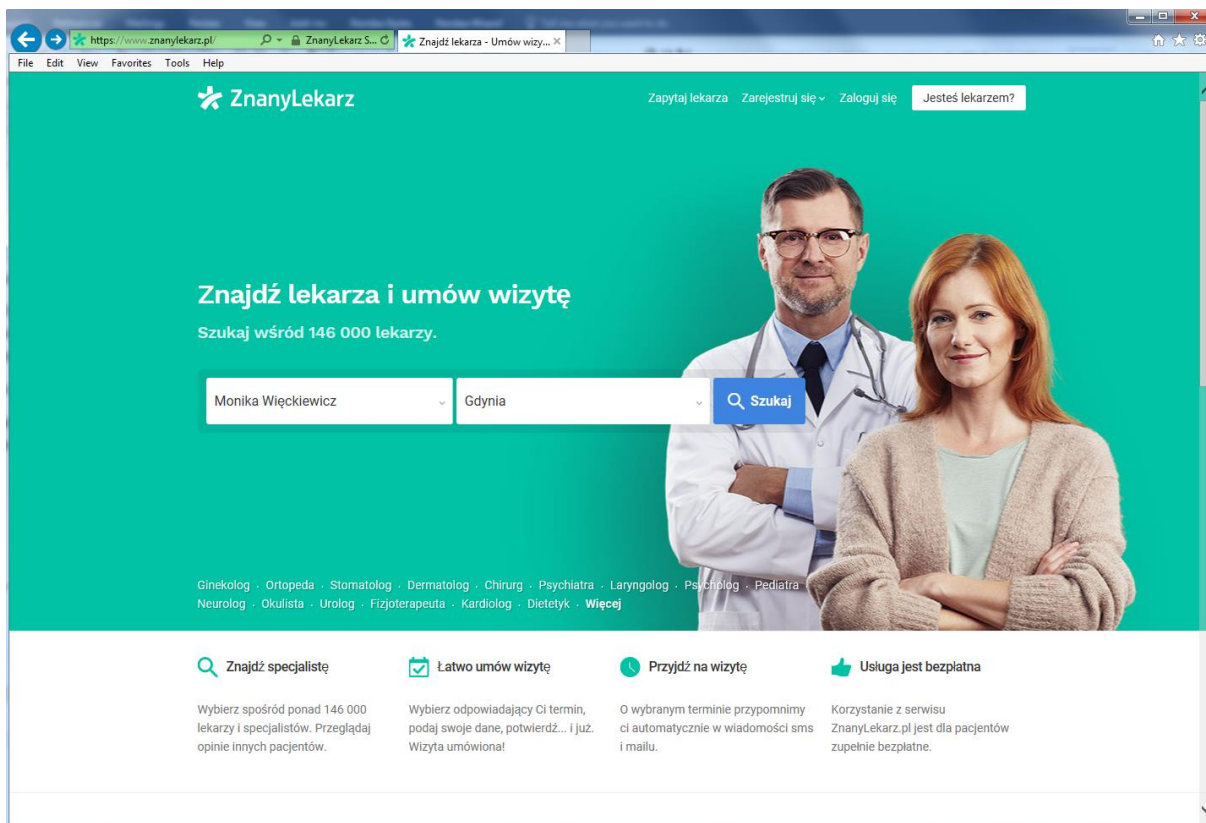 https://www.znanylekarz.pl/
ZnanyLekarz S...
Znajdź lekarza - Umów wizy...
File Edit View Favorites Tools Help
ZnanyLekarz
Zapytaj lekarza Zarejestruj się Zaloguj się Jesteś lekarzem?
Znajdź lekarza i umów wizytę
Szukaj wśród 146 000 lekarzy.
Monika Więckiewicz Gdynia Szukaj
Ginekolog · Ortopeda · Stomatolog · Dermatolog · Chirurg · Psychiatra · Laryngolog · Psycholog · Pediatra ·
Neurolog · Okulista · Urolog · Fizjoterapeuta · Kardiolog · Dietetyk · Więcej
Znajdź specjalistę
Wybierz spośród ponad 146 000
lekarzy i specjalistów. Przeglądaj
opinie innych pacjentów.
Łatwo umów wizytę
Wybierz odpowiadający Ci termin,
podaj swoje dane, potwierdź... i już.
Wizyta umówiona!
Przyjdź na wizytę
O wybranym terminie przypomnimy
ci automatycznie w wiadomości sms
i mailu.
Usługa jest bezpłatna
Korzystanie z serwisu
ZnanyLekarz.pl jest dla pacjentów
zupełnie bezpłatne.